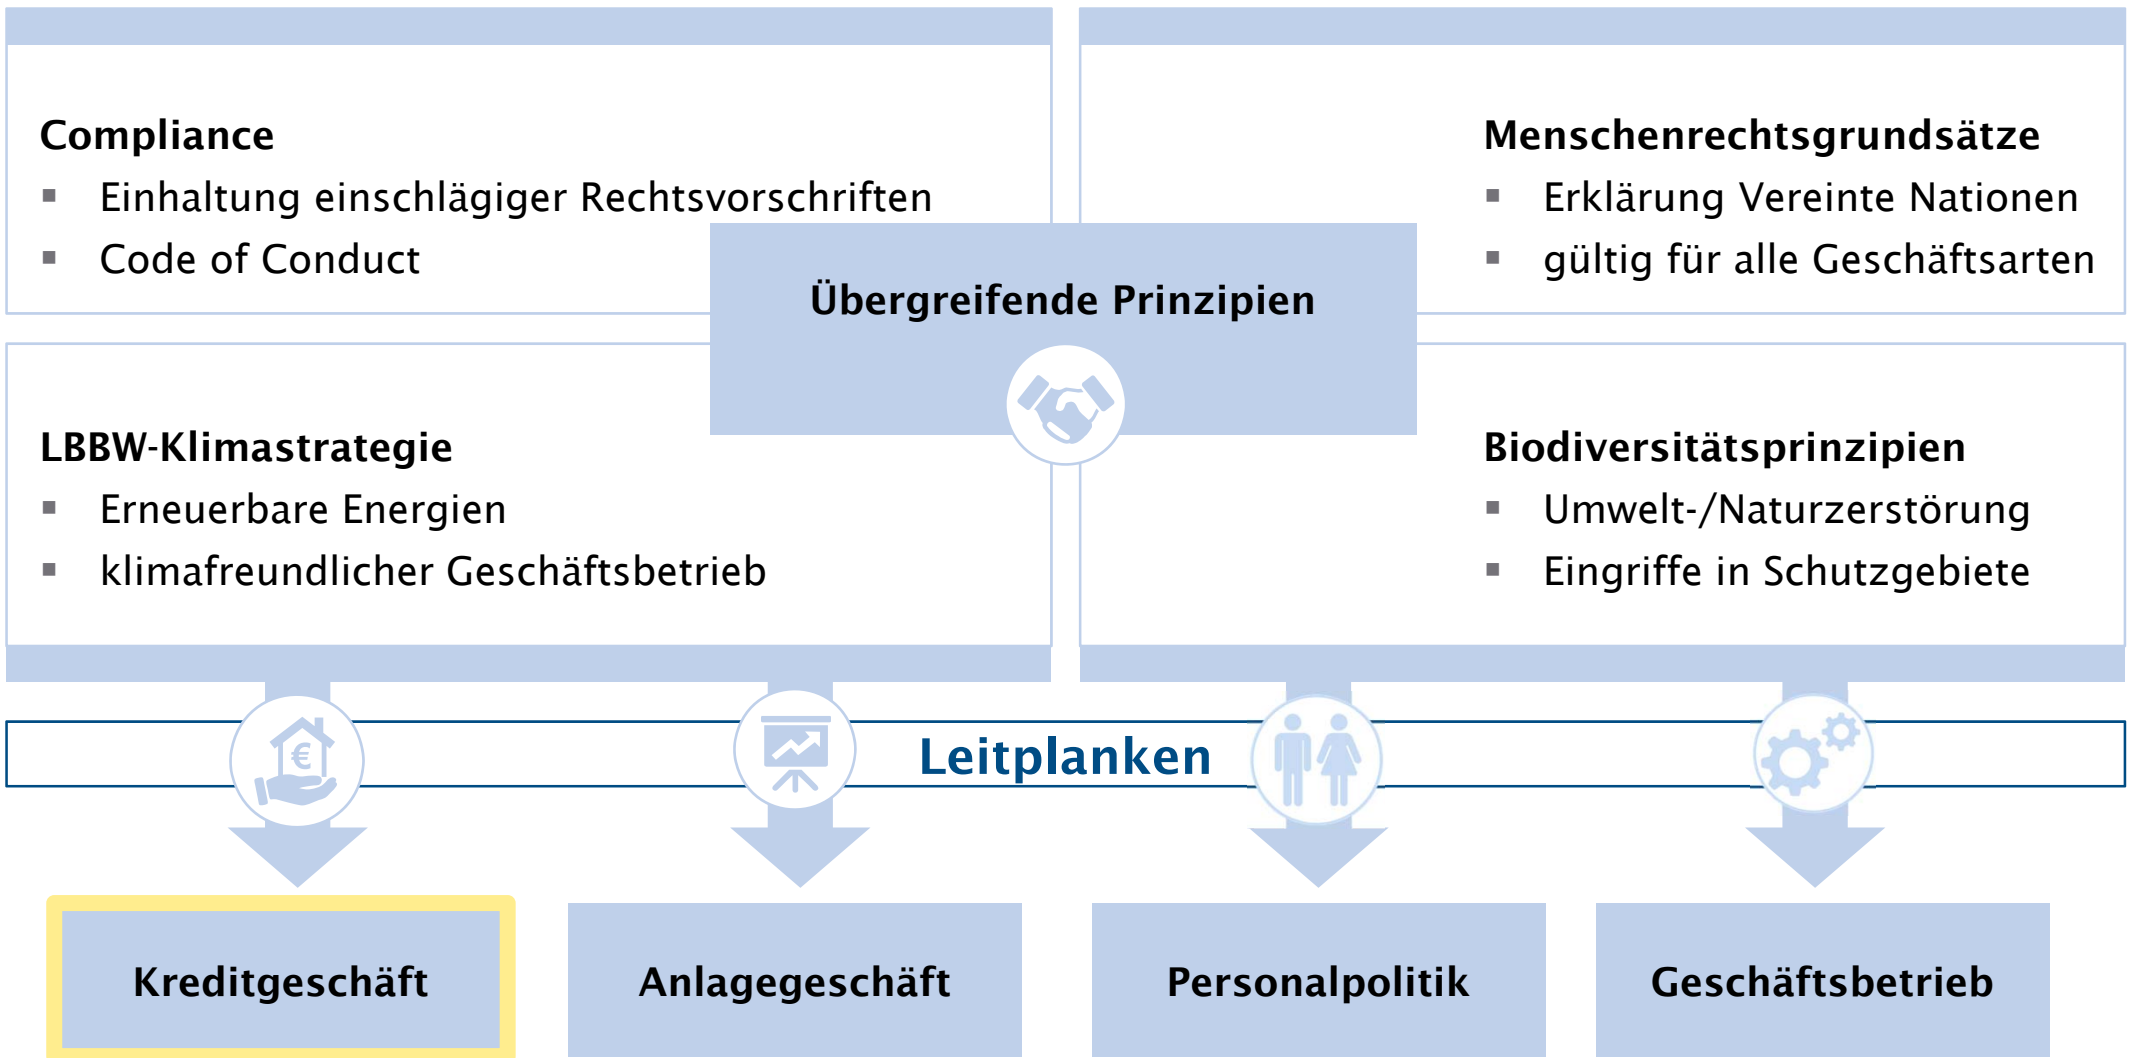 Compliance
▪ Einhaltung einschlägiger Rechtsvorschriften
▪ Code of Conduct
Menschenrechtsgrundsätze
▪ Erklärung Vereinte Nationen
▪ gültig für alle Geschäftsarten
Übergreifende Prinzipien
LBBW-Klimastrategie
▪ Erneuerbare Energien
▪ klimafreundlicher Geschäftsbetrieb
Biodiversitätsprinzipien
▪ Umwelt-/Naturzerstörung
▪ Eingriffe in Schutzgebiete
€
Leitplanken
Kreditgeschäft
Anlagegeschäft
Personalpolitik
Geschäftsbetrieb